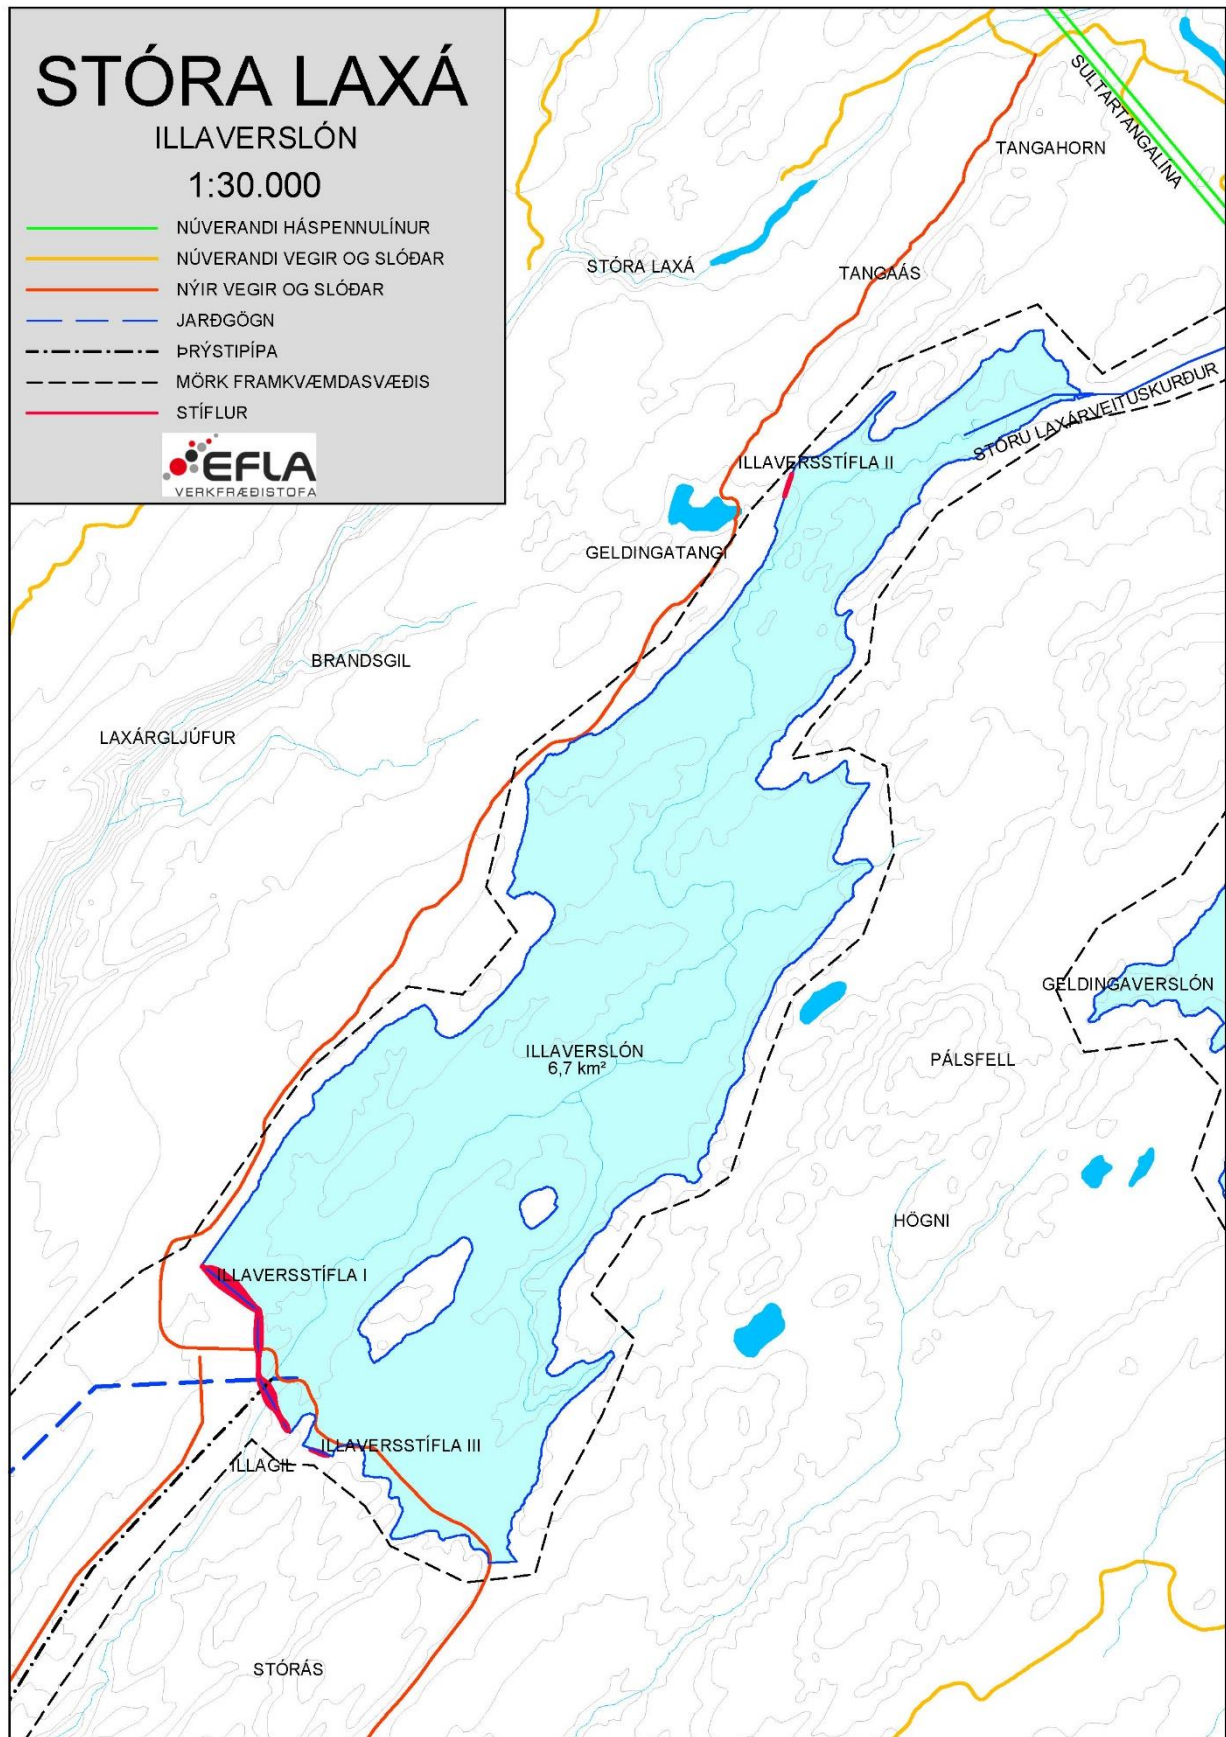 STÓRA LAXÁ
ILLAVERSLÓN
1:30.000
NÚVERANDI HÁSPENNULÍNUR
NÚVERANDI VEGIR OG SLÓÐAR
NÝIR VEGIR OG SLÓÐAR
JARÐGÖGN
ÞRÝSTIPÍPA
MÖRK FRAMKVÆMDASVÆÐIS
STÍFLUR
EFLA
VERKFRÆÐISTOFA
SULTARTANGALÍNA
TANGAHORN
STÓRA LAXÁ
TANGAÁS
STÓRU LAXÁRVEITUSKURÐUR
ILLAVERSSTÍFLA II
GELDINGATANGI
BRANDSGIL
LAXÁRGLJÚFUR
GELDINGAVERSLÓN
ILLAVERSLÓN
6,7 km²
PÁLSFELL
HÖGNI
ILLAVERSSTÍFLA I
ILLAVERSSTÍFLA III
ILLAGIL
STÓRÁS